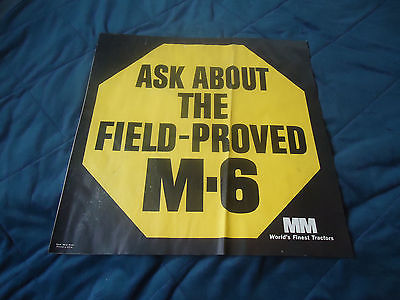 ASK ABOUT
THE
FIELD-PROVED
M-6
MM
World's Finest Tractors